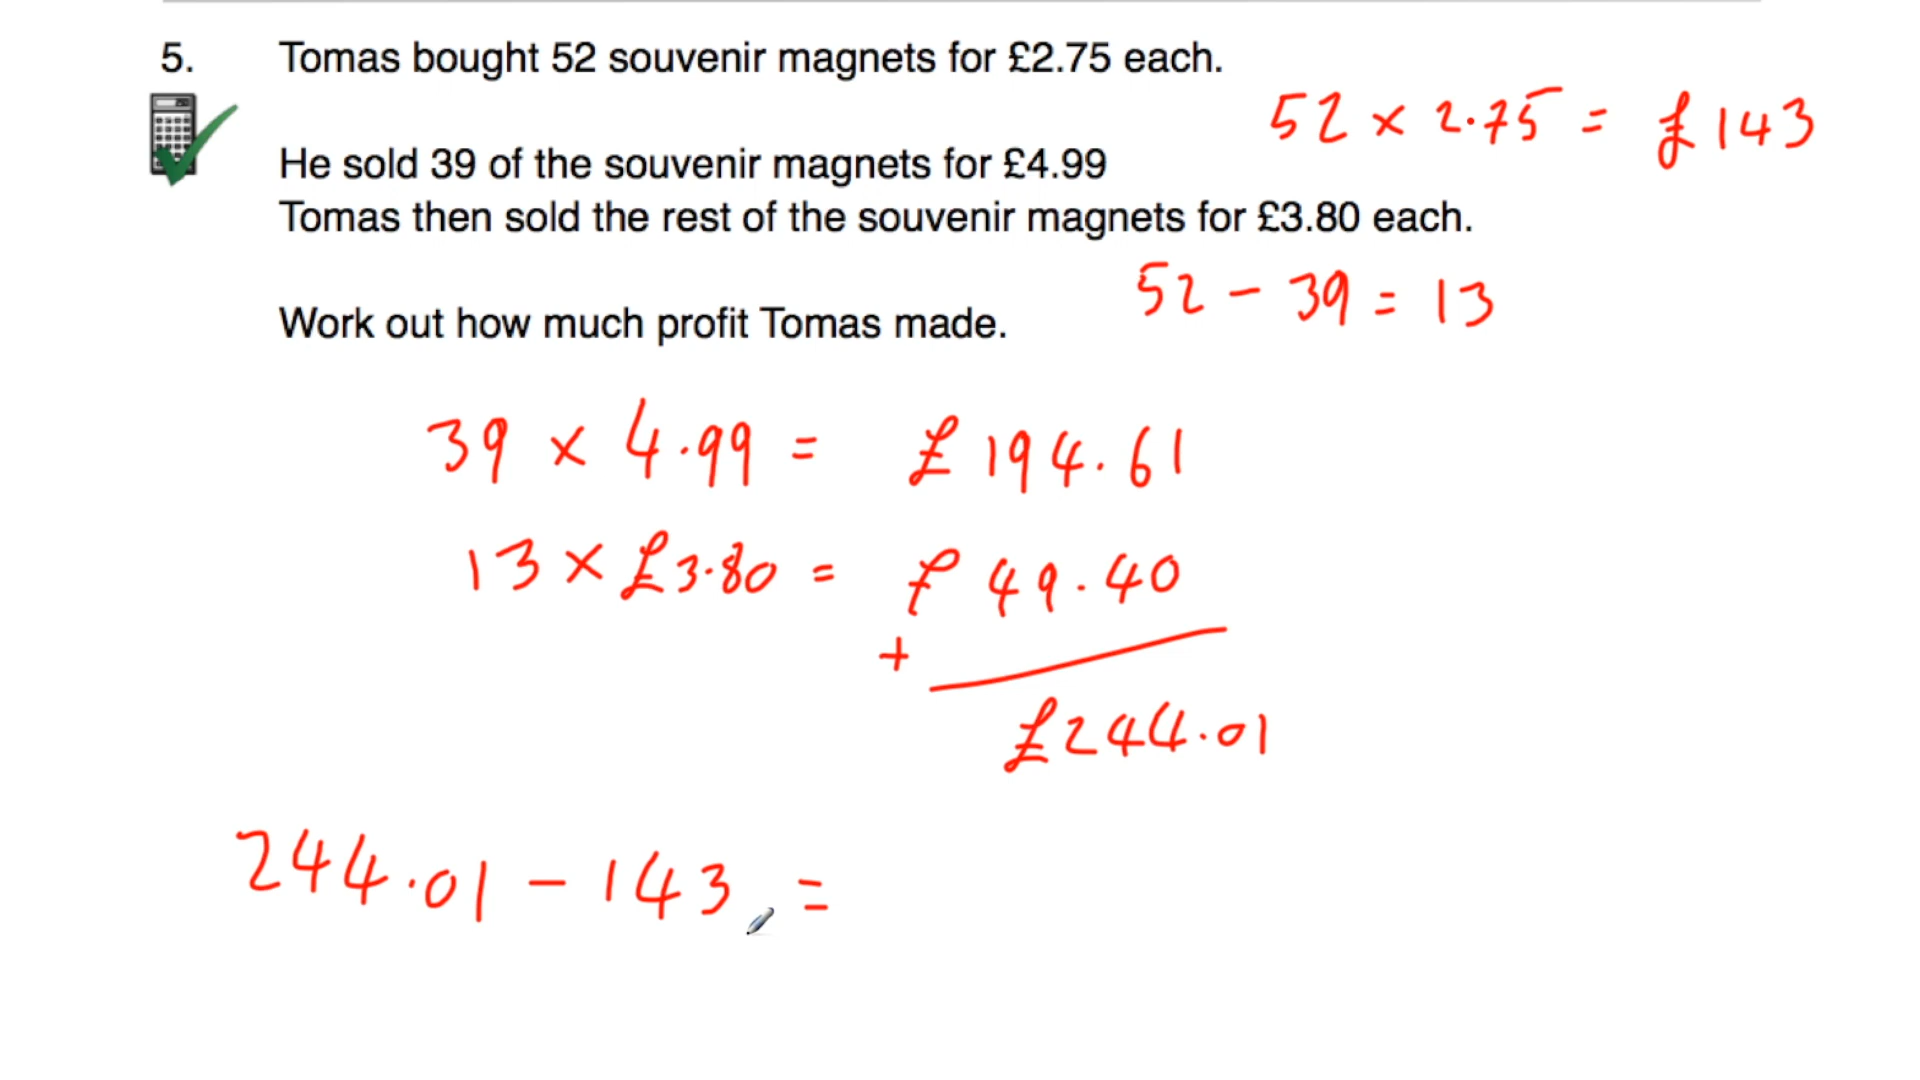 5. Tomas bought 52 souvenir magnets for £2.75 each.
52 × 2.75 = £143
He sold 39 of the souvenir magnets for £4.99
Tomas then sold the rest of the souvenir magnets for £3.80 each.
52 - 39 = 13
Work out how much profit Tomas made.
39 × 4.99 = £194.61
13 × £3.80 = £49.40
+
£244.01
244.01 - 143 =